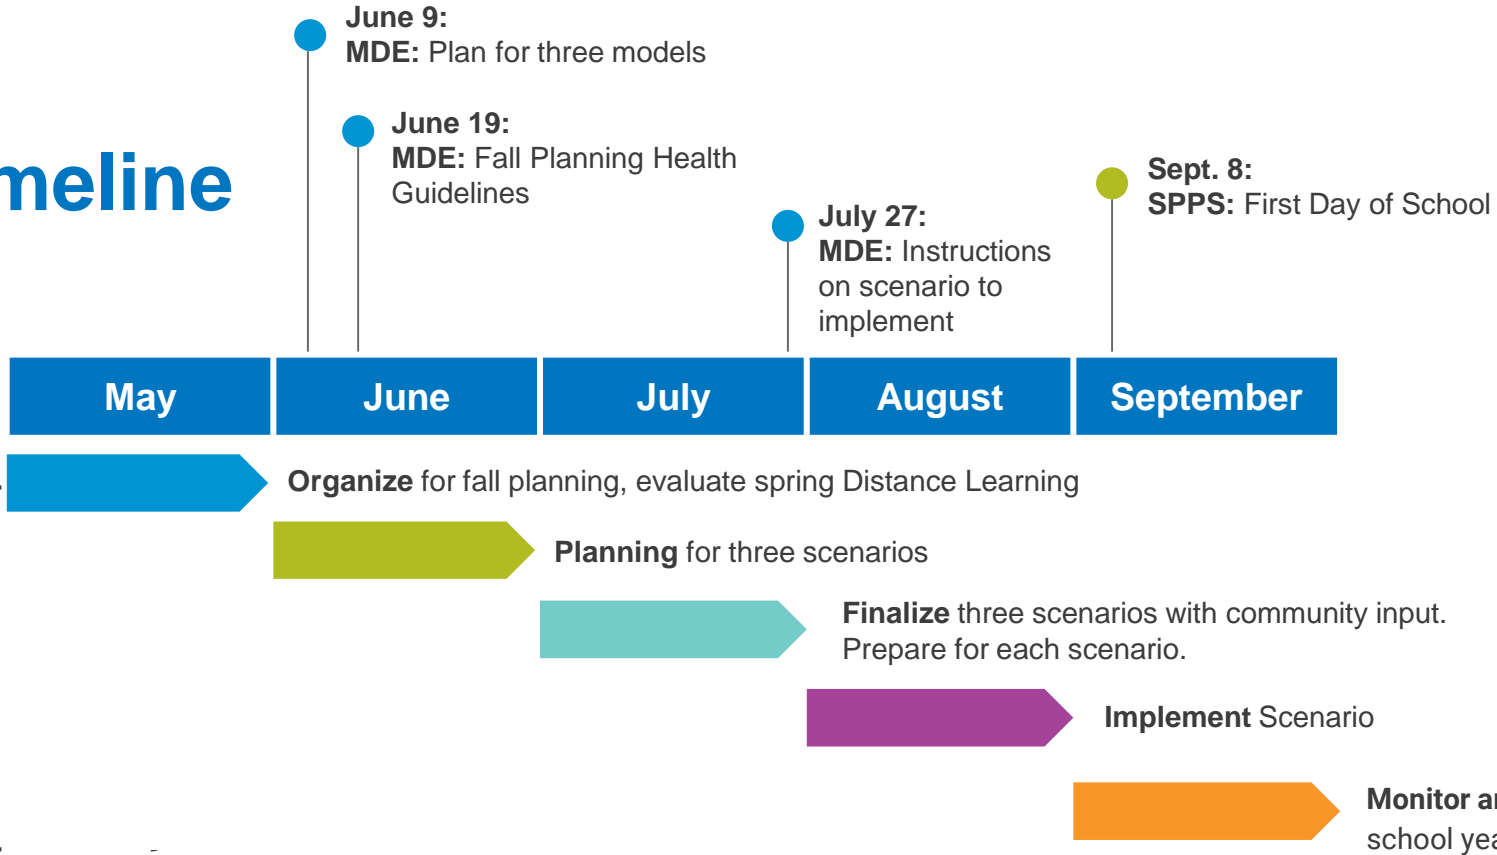 June 9:
MDE: Plan for three models
June 19:
MDE: Fall Planning Health
Guidelines
meline
Sept. 8:
SPPS: First Day of School
July 27:
MDE: Instructions
on scenario to
implement
May
June
July
August
September
Organize for fall planning, evaluate spring Distance Learning
Planning for three scenarios
Finalize three scenarios with community input.
Prepare for each scenario.
Implement Scenario
Monitor a
school yea